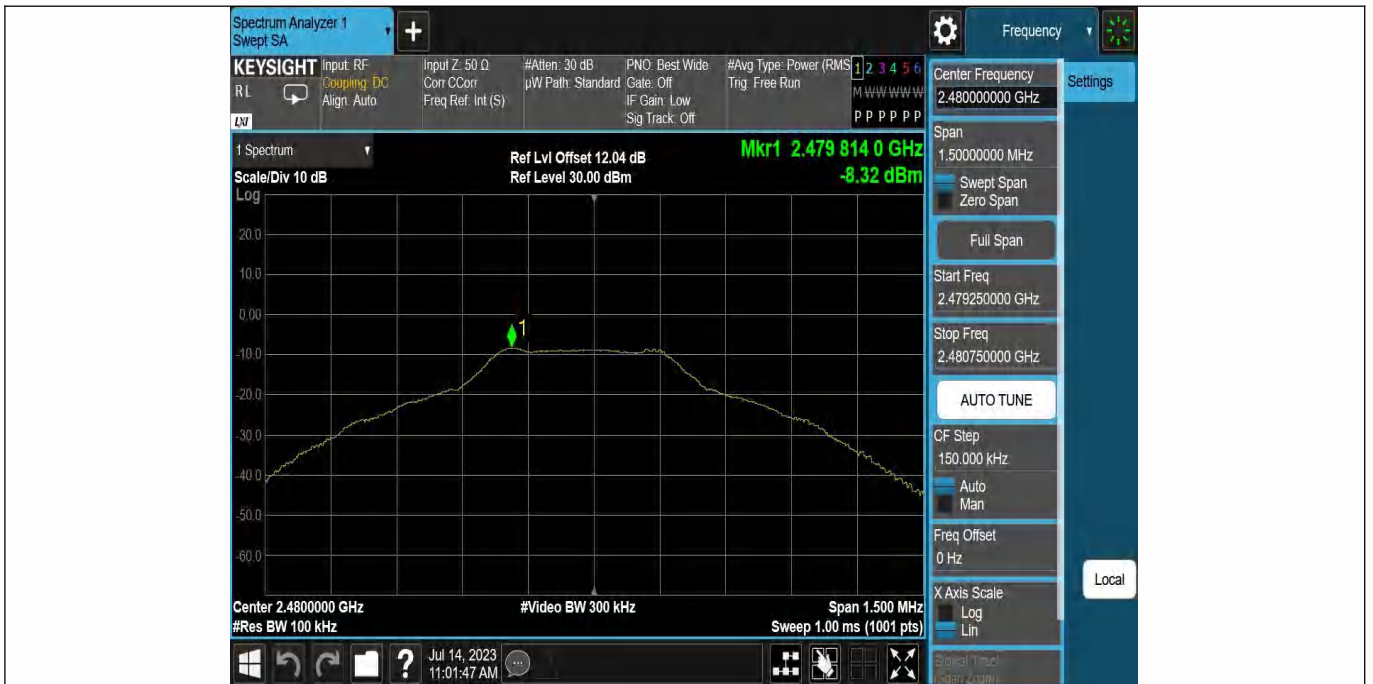 Spectrum Analyzer 1
Swept SA
+
Frequency
KEYSIGHT
RL
LXI
Input: RF
Coupling: DC
Align: Auto
Input Z: 50 Ω
Corr CCorr
Freq Ref: Int (S)
#Atten: 30 dB
µW Path: Standard
PNO: Best Wide
Gate: Off
IF Gain: Low
Sig Track: Off
#Avg Type: Power (RMS
Trig: Free Run
1 2 3 4 5 6
M W W W W W
P P P P P P
1 Spectrum
Scale/Div 10 dB
Ref Lvl Offset 12.04 dB
Ref Level 30.00 dBm
Mkr1 2.479 814 0 GHz
-8.32 dBm
Log
20.0
10.0
0.00
-10.0
-20.0
-30.0
-40.0
-50.0
-60.0
1
Center 2.4800000 GHz
#Res BW 100 kHz
#Video BW 300 kHz
Span 1.500 MHz
Sweep 1.00 ms (1001 pts)
Center Frequency
2.480000000 GHz
Settings
Span
1.50000000 MHz
Swept Span
Zero Span
Full Span
Start Freq
2.479250000 GHz
Stop Freq
2.480750000 GHz
AUTO TUNE
CF Step
150.000 kHz
Auto
Man
Freq Offset
0 Hz
X Axis Scale
Log
Lin
Signal Track
(Span Zoom)
Local
?
Jul 14, 2023
11:01:47 AM